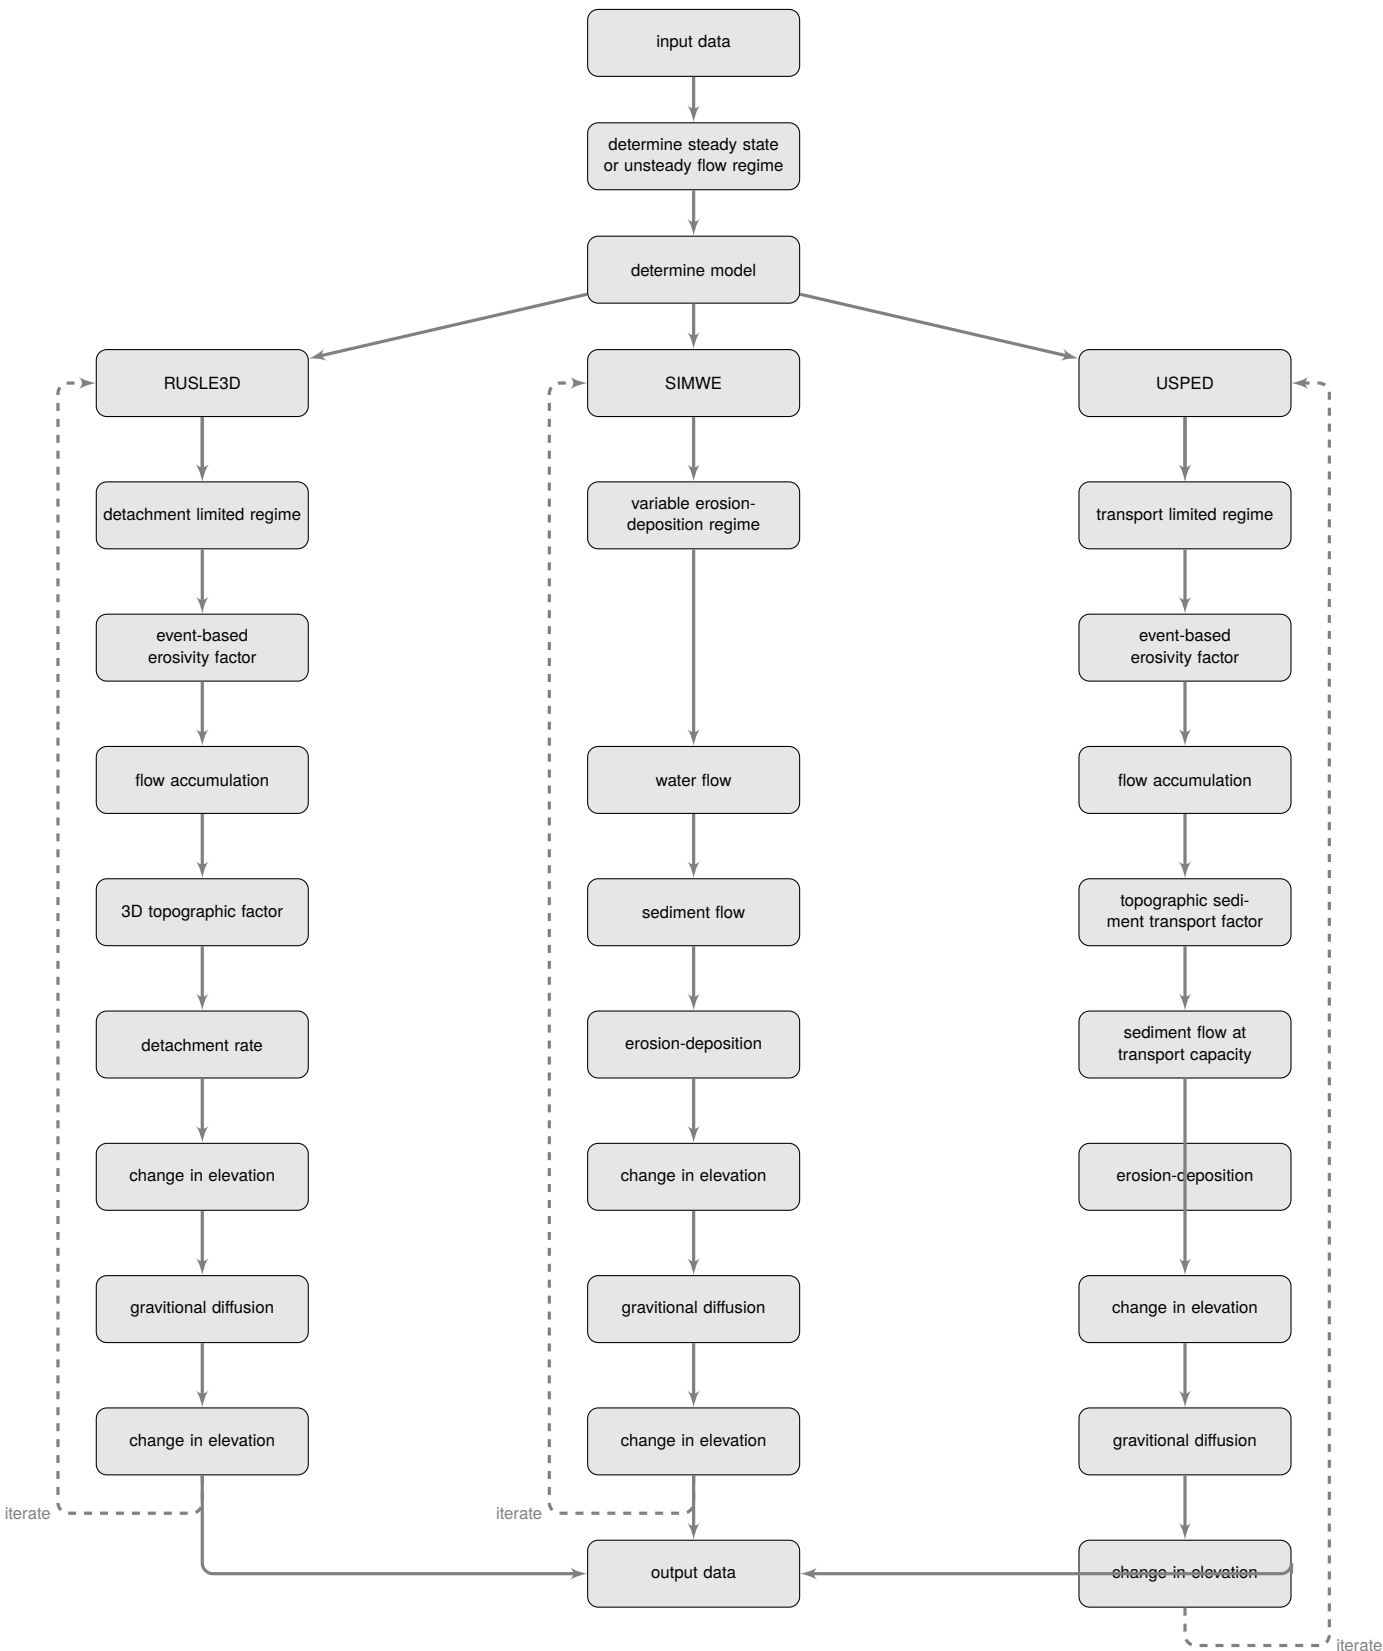 input data
determine steady state
or unsteady flow regime
determine model
RUSLE3D
SIMWE
USPED
detachment limited regime
variable erosion-
deposition regime
transport limited regime
event-based
erosivity factor
event-based
erosivity factor
flow accumulation
water flow
flow accumulation
3D topographic factor
sediment flow
topographic sedi-
ment transport factor
detachment rate
erosion-deposition
sediment flow at
transport capacity
change in elevation
change in elevation
erosion-deposition
gravitional diffusion
gravitional diffusion
change in elevation
change in elevation
change in elevation
gravitional diffusion
iterate
iterate
output data
change in elevation
iterate